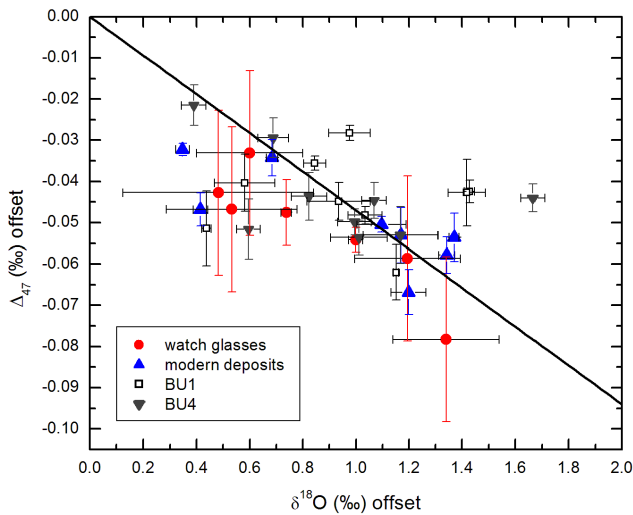 0.00
-0.01
-0.02
-0.03
-0.04
-0.05
-0.06
-0.07
-0.08
-0.09
-0.10
Δ47 (‰) offset
watch glasses
modern deposits
BU1
BU4
0.0 0.2 0.4 0.6 0.8 1.0 1.2 1.4 1.6 1.8 2.0
δ18O (‰) offset